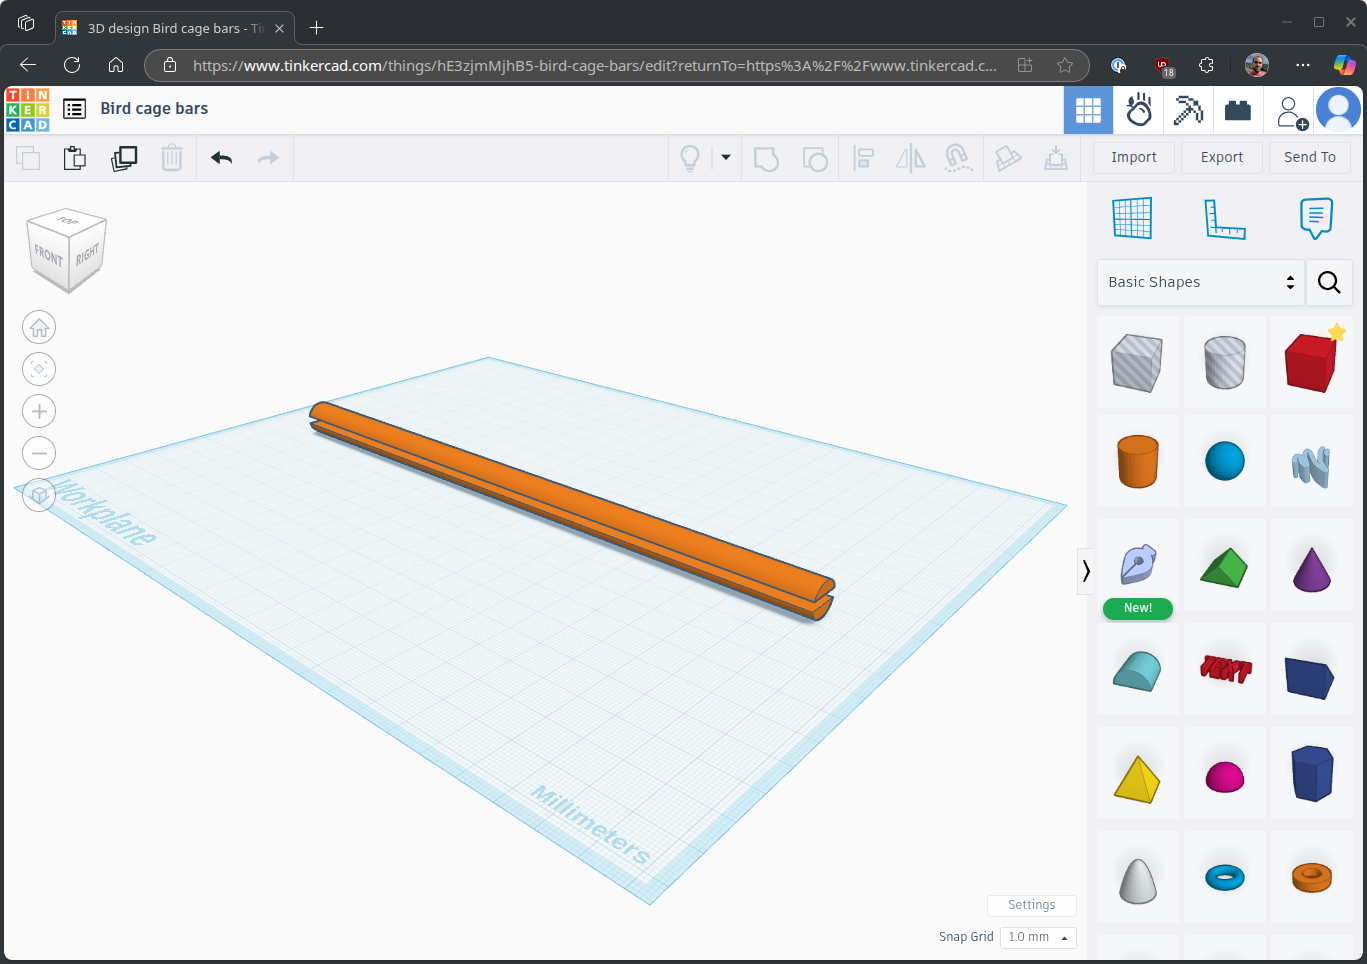 3D design Bird cage bars - Tin
https://www.tinkercad.com/things/hE3zjmMjhB5-bird-cage-bars/edit?returnTo=https%3A%2F%2Fwww.tinkercad.c...
18
TIN
KER
CAD
Bird cage bars
Import
Export
Send To
TOP
FRONT
RIGHT
Basic Shapes
Workplane
New!
TEXT
Millimeters
Settings
Snap Grid
1.0 mm